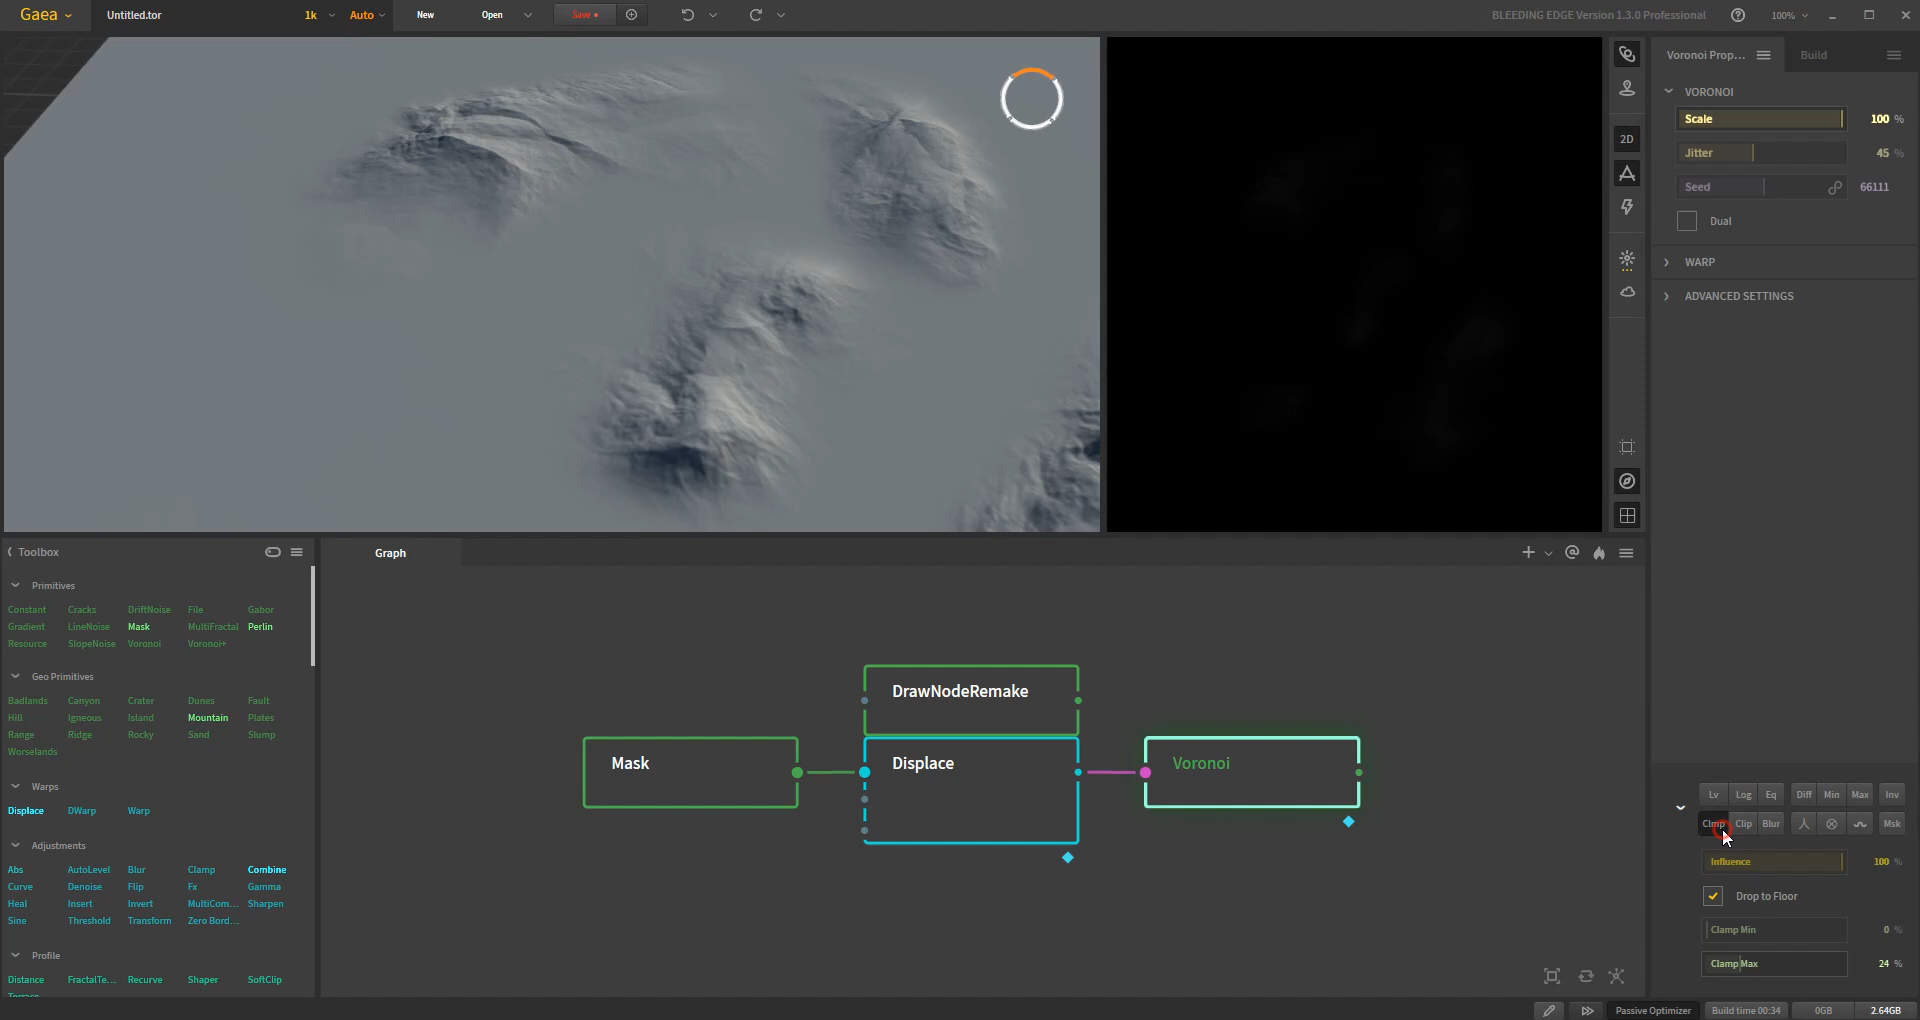 Gaea
Untitled.tor
1k
Auto
New
Open
Save
BLEEDING EDGE Version 1.3.0 Professional
100%
Voronoi Prop...
Build
VORONOI
Scale 100 %
Jitter 45 %
Seed 66111
Dual
WARP
ADVANCED SETTINGS
2D
Toolbox
Graph
Primitives
Constant Cracks DriftNoise File Gabor
Gradient LineNoise Mask MultiFractal Perlin
Resource SlopeNoise Voronoi Voronoi+
Geo Primitives
Badlands Canyon Crater Dunes Fault
Hill Igneous Island Mountain Plates
Range Ridge Rocky Sand Slump
Worselands
Warps
Displace DWarp Warp
Adjustments
Abs AutoLevel Blur Clamp Combine
Curve Denoise Flip Fx Gamma
Heal Insert Invert MultiCom... Sharpen
Sine Threshold Transform Zero Bord...
Profile
Distance FractalTe... Recurve Shaper SoftClip
Terrace
DrawNodeRemake
Mask
Displace
Voronoi
Lv Log Eq Diff Min Max Inv
Clmp Clip Blur Msk
Influence 100 %
Drop to Floor
Clamp Min 0 %
Clamp Max 24 %
Passive Optimizer
Build time 00:34
0GB
2.64GB